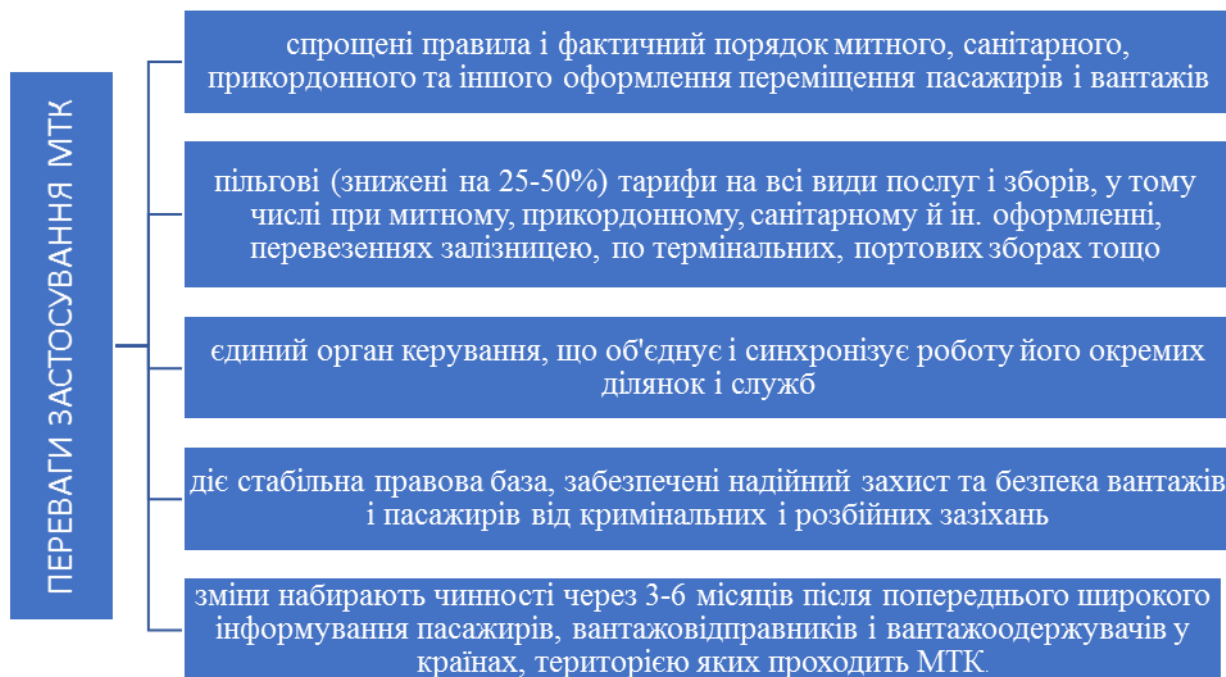 ПЕРЕВАГИ ЗАСТОСУВАННЯ МТК
спрощені правила і фактичний порядок митного, санітарного,
прикордонного та іншого оформлення переміщення пасажирів і вантажів
пільгові (знижені на 25-50%) тарифи на всі види послуг і зборів, у тому
числі при митному, прикордонному, санітарному й ін. оформленні,
перевезеннях залізницею, по термінальних, портових зборах тощо
єдиний орган керування, що об'єднує і синхронізує роботу його окремих
ділянок і служб
діє стабільна правова база, забезпечені надійний захист та безпека вантажів
і пасажирів від кримінальних і розбійних зазіхань
зміни набирають чинності через 3-6 місяців після попереднього широкого
інформування пасажирів, вантажовідправників і вантажоодержувачів у
країнах, територією яких проходить МТК.